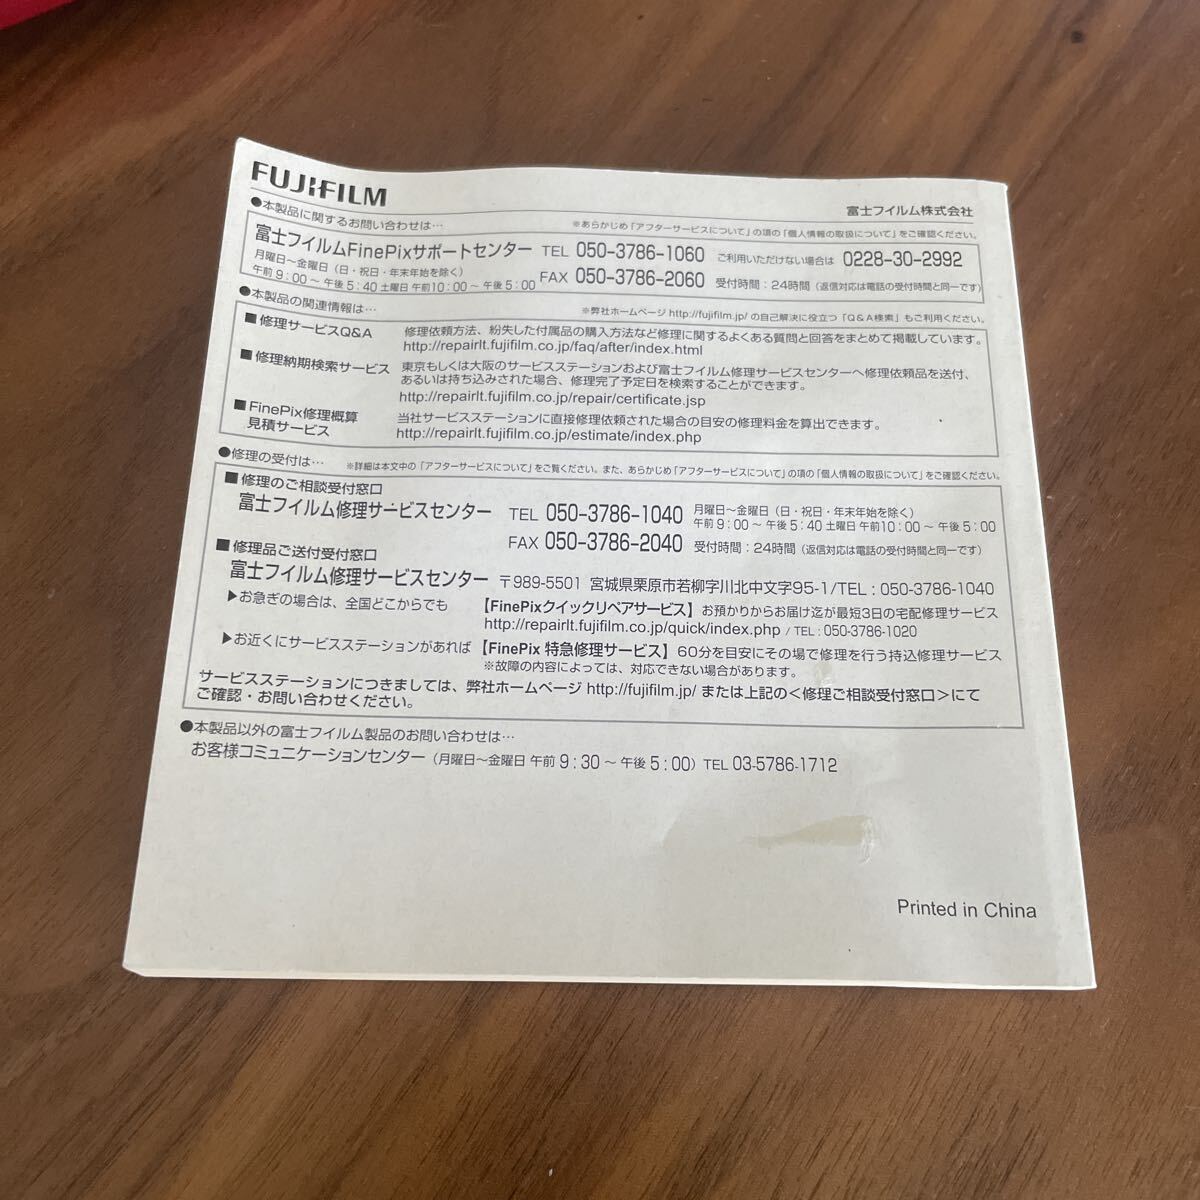 FUJIFILM
富士フイルム株式会社
●本製品に関するお問い合わせは…
※あらかじめ「アフターサービスについて」の項の「個人情報の取扱について」をご確認ください。
富士フイルムFinePixサポートセンター TEL 050-3786-1060 ご利用いただけない場合は 0228-30-2992
月曜日～金曜日（日・祝日・年末年始を除く）
午前 9：00 ～ 午後 5：40 土曜日 午前10：00 ～ 午後 5：00
FAX 050-3786-2060 受付時間：24時間（返信対応は電話の受付時間と同一です）
●本製品の関連情報は…
※弊社ホームページ http://fujifilm.jp/ の自己解決に役立つ「Q&A検索」もご利用ください。
■修理サービスQ&A 修理依頼方法、紛失した付属品の購入方法など修理に関するよくある質問と回答をまとめて掲載しています。
http://repairlt.fujifilm.co.jp/faq/after/index.html
■修理納期検索サービス 東京もしくは大阪のサービスステーションおよび富士フイルム修理サービスセンターへ修理依頼品を送付、
あるいは持ち込みされた場合、修理完了予定日を検索することができます。
http://repairlt.fujifilm.co.jp/repair/certificate.jsp
■FinePix修理概算 当社サービスステーションに直接修理依頼された場合の目安の修理料金を算出できます。
見積サービス http://repairlt.fujifilm.co.jp/estimate/index.php
●修理の受付は…
※詳細は本文中の「アフターサービスについて」をご覧ください。また、あらかじめ「アフターサービスについて」の項の「個人情報の取扱について」をご確認ください。
■修理のご相談受付窓口
富士フイルム修理サービスセンター TEL 050-3786-1040 月曜日～金曜日（日・祝日・年末年始を除く）
午前 9：00 ～ 午後 5：40 土曜日 午前10：00 ～ 午後 5：00
FAX 050-3786-2040 受付時間：24時間（返信対応は電話の受付時間と同一です）
■修理品ご送付受付窓口
富士フイルム修理サービスセンター 〒989-5501 宮城県栗原市若柳字川北中文字95-1/TEL：050-3786-1040
▶お急ぎの場合は、全国どこからでも 【FinePixクイックリペアサービス】お預かりからお届け迄が最短3日の宅配修理サービス
http://repairlt.fujifilm.co.jp/quick/index.php / TEL：050-3786-1020
▶お近くにサービスステーションがあれば 【FinePix 特急修理サービス】60分を目安にその場で修理を行う持込修理サービス
※故障の内容によっては、対応できない場合があります。
サービスステーションにつきましては、弊社ホームページ http://fujifilm.jp/ または上記の＜修理ご相談受付窓口＞にて
ご確認・お問い合わせください。
●本製品以外の富士フイルム製品のお問い合わせは…
お客様コミュニケーションセンター（月曜日～金曜日 午前 9：30 ～ 午後 5：00）TEL 03-5786-1712
Printed in China